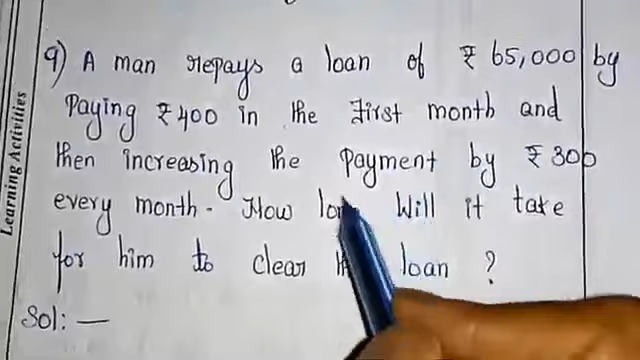 Learning Activities
9) A man repays a loan of ₹ 65,000 by
Paying ₹400 in the First month and
then increasing the Payment by ₹ 300
every month. How Will it take
for him to clear loan ?
Sol: —